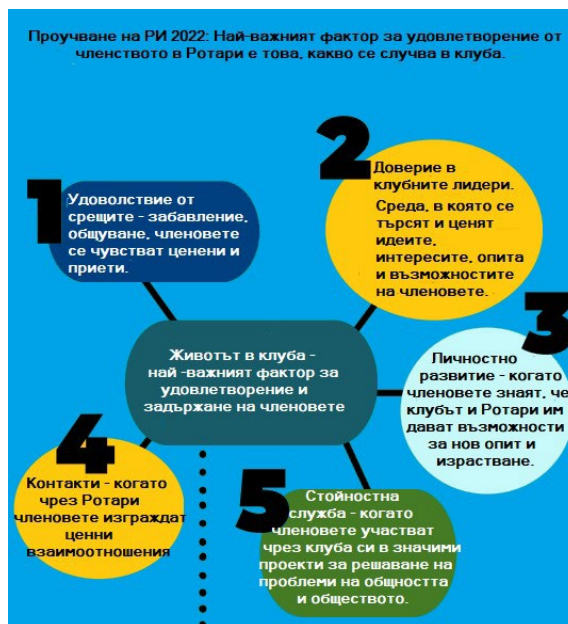 Проучване на РИ 2022: Най-важният фактор за удовлетворение от
членството в Ротари е това, какво се случва в клуба.
1
Удоволствие от
срещите - забавление,
общуване, членовете
се чувстват ценени и
приети.
2
Доверие в
клубните лидери.
Среда, в която се
търсят и ценят
идеите,
интересите, опита
и възможностите
на членовете.
3
Личностно
развитие - когато
членовете знаят, че
клубът и Ротари им
дават възможности
за нов опит и
израстване.
Животът в клуба -
най -важният фактор за
удовлетворение и
задържане на членовете
4
Контакти - когато
чрез Ротари
членовете изграждат
ценни
взаимоотношения
5
Стойностна
служба - когато
членовете участват
чрез клуба си в значими
проекти за решаване на
проблеми на общността
и обществото.